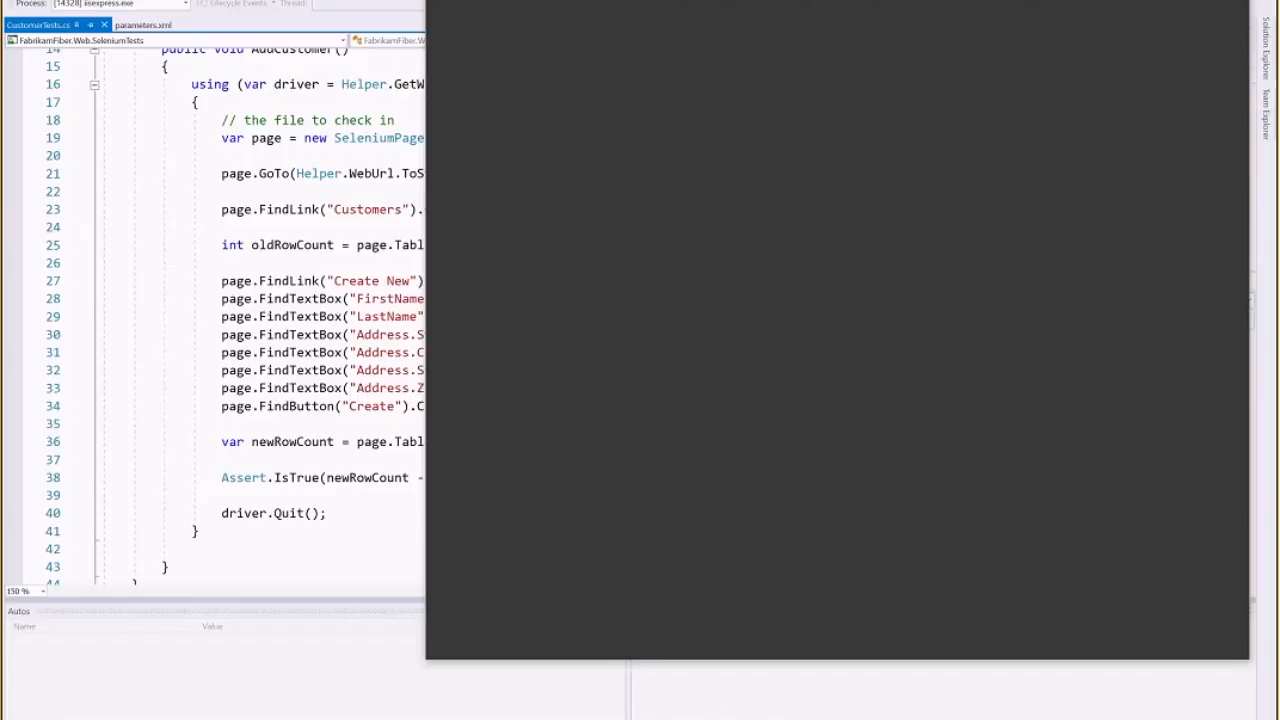 Process: [14328] iisexpress.exe Lifecycle Events Thread:
CustomerTests.cs parameters.xml
FabrikamFiber.Web.SeleniumTests FabrikamFiber.Web
14 public void AddCustomer()
15 {
16 using (var driver = Helper.GetW
17 {
18 // the file to check in
19 var page = new SeleniumPage
20
21 page.GoTo(Helper.WebUrl.ToS
22
23 page.FindLink("Customers").
24
25 int oldRowCount = page.Tabl
26
27 page.FindLink("Create New")
28 page.FindTextBox("FirstName
29 page.FindTextBox("LastName"
30 page.FindTextBox("Address.S
31 page.FindTextBox("Address.C
32 page.FindTextBox("Address.S
33 page.FindTextBox("Address.Z
34 page.FindButton("Create").C
35
36 var newRowCount = page.Tabl
37
38 Assert.IsTrue(newRowCount -
39
40 driver.Quit();
41 }
42
43 }
44 }
150 %
Autos
Name Value
Solution Explorer
Team Explorer